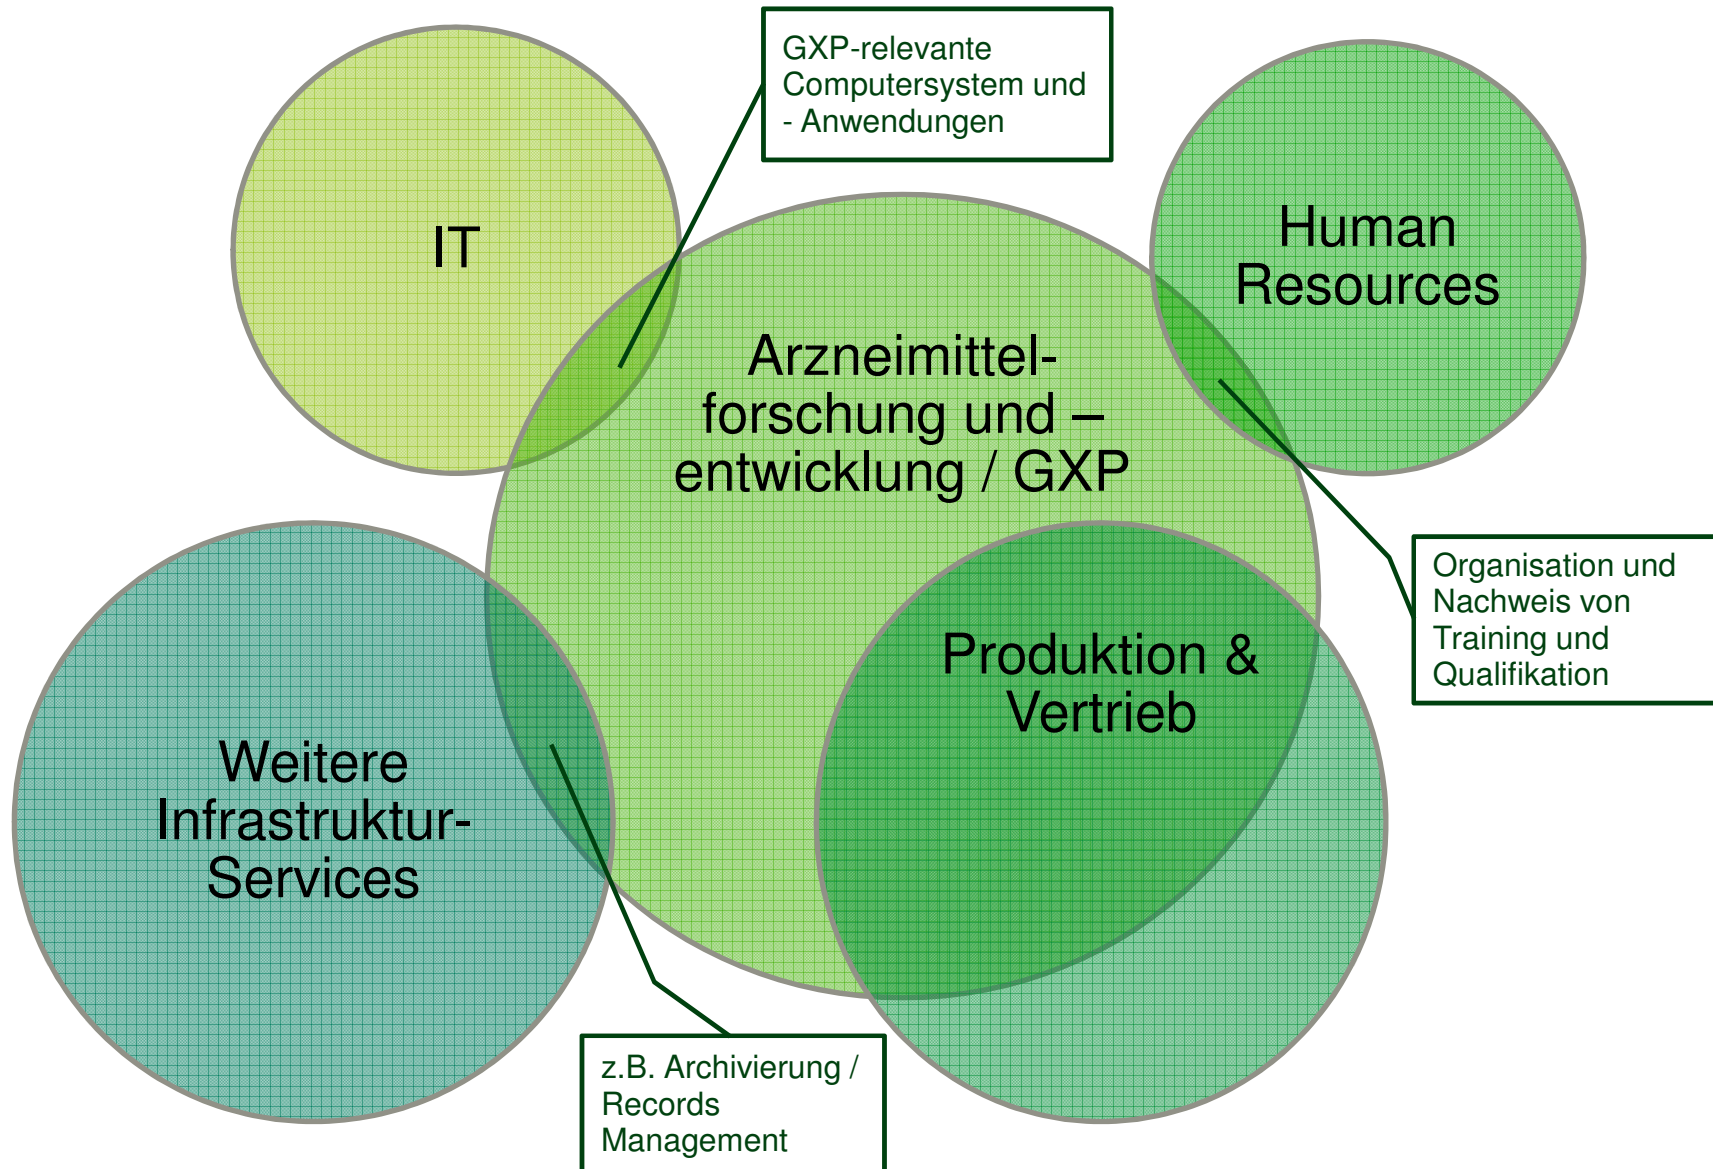 GXP-relevante
Computersystem und
- Anwendungen
IT
Human
Resources
Arzneimittel-
forschung und –
entwicklung / GXP
Organisation und
Nachweis von
Training und
Qualifikation
Produktion &
Vertrieb
Weitere
Infrastruktur-
Services
z.B. Archivierung /
Records
Management